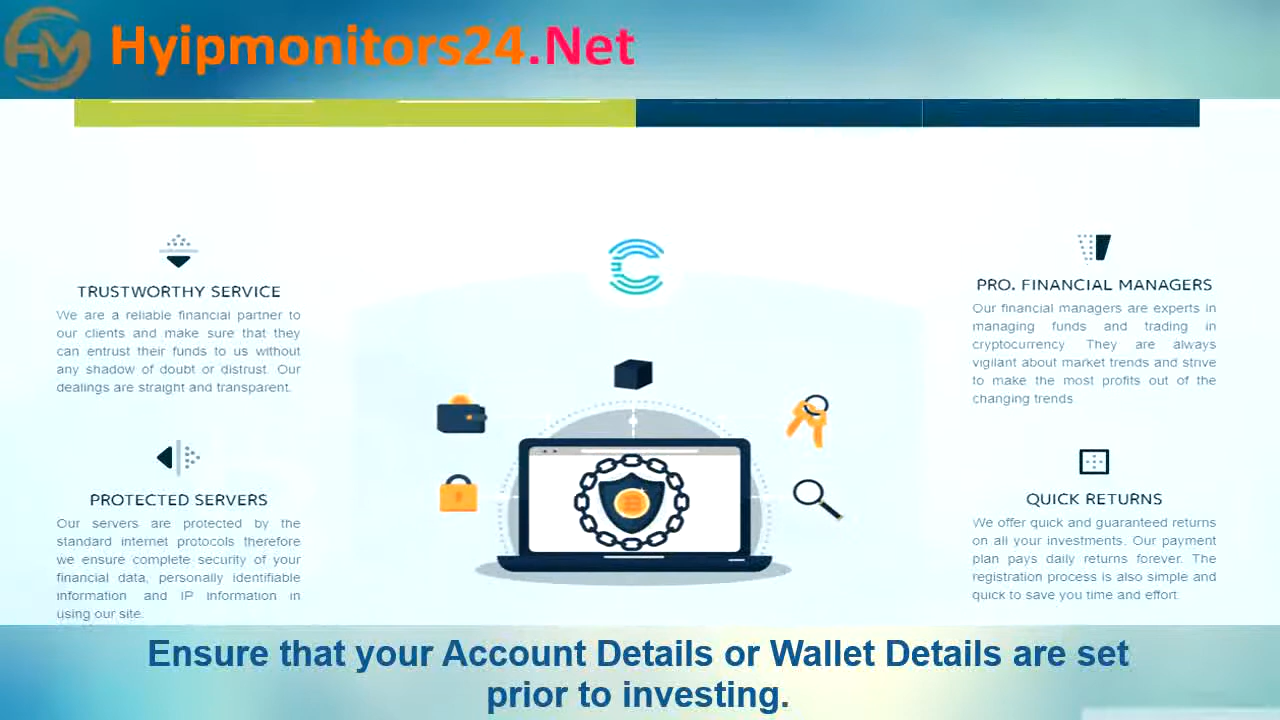 HM
Hyipmonitors24.Net
TRUSTWORTHY SERVICE
We are a reliable financial partner to
our clients and make sure that they
can entrust their funds to us without
any shadow of doubt or distrust. Our
dealings are straight and transparent.
PROTECTED SERVERS
Our servers are protected by the
standard internet protocols therefore
we ensure complete security of your
financial data, personally identifiable
information and IP information in
using our site.
PRO. FINANCIAL MANAGERS
Our financial managers are experts in
managing funds and trading in
cryptocurrency They are always
vigilant about market trends and strive
to make the most profits out of the
changing trends
QUICK RETURNS
We offer quick and guaranteed returns
on all your investments. Our payment
plan pays daily returns forever. The
registration process is also simple and
quick to save you time and effort.
Ensure that your Account Details or Wallet Details are set
prior to investing.